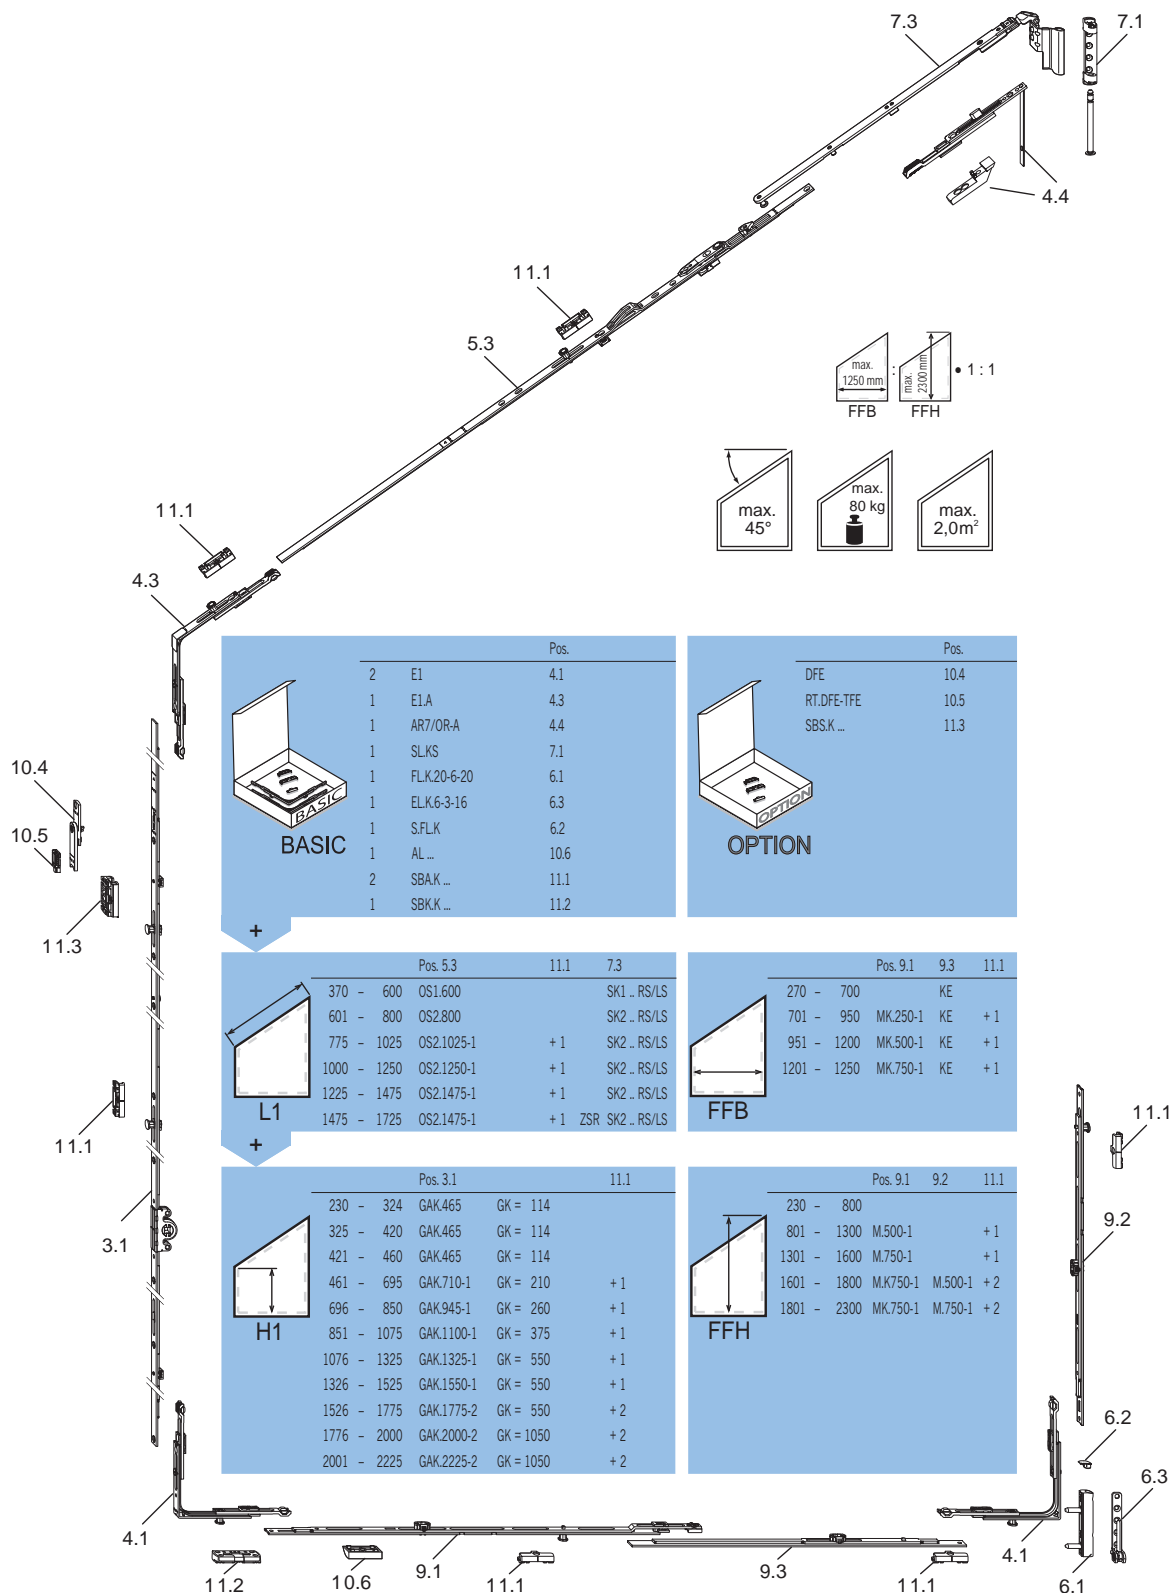 7.3
7.1
4.4
11.1
5.3
max.
1250 mm
:
max.
2300 mm
• 1 : 1
FFB
FFH
max.
45°
max.
80 kg
max.
2,0m²
11.1
4.3
Pos.
2 E1 4.1
1 E1.A 4.3
1 AR7/OR-A 4.4
1 SL.KS 7.1
1 FL.K.20-6-20 6.1
1 EL.K.6-3-16 6.3
1 S.FL.K 6.2
1 AL ... 10.6
2 SBA.K ... 11.1
1 SBK.K ... 11.2
BASIC
BASIC
Pos.
DFE 10.4
RT.DFE-TFE 10.5
SBS.K ... 11.3
OPTION
OPTION
10.4
10.5
11.3
+
Pos. 5.3 11.1 7.3
370 – 600 OS1.600 SK1 .. RS/LS
601 – 800 OS2.800 SK2 .. RS/LS
775 – 1025 OS2.1025-1 + 1 SK2 .. RS/LS
1000 – 1250 OS2.1250-1 + 1 SK2 .. RS/LS
1225 – 1475 OS2.1475-1 + 1 SK2 .. RS/LS
1475 – 1725 OS2.1475-1 + 1 ZSR SK2 .. RS/LS
L1
Pos. 9.1 9.3 11.1
270 – 700 KE
701 – 950 MK.250-1 KE + 1
951 – 1200 MK.500-1 KE + 1
1201 – 1250 MK.750-1 KE + 1
FFB
11.1
11.1
+
Pos. 3.1 11.1
230 – 324 GAK.465 GK = 114
325 – 420 GAK.465 GK = 114
421 – 460 GAK.465 GK = 114
461 – 695 GAK.710-1 GK = 210 + 1
696 – 850 GAK.945-1 GK = 260 + 1
851 – 1075 GAK.1100-1 GK = 375 + 1
1076 – 1325 GAK.1325-1 GK = 550 + 1
1326 – 1525 GAK.1550-1 GK = 550 + 1
1526 – 1775 GAK.1775-2 GK = 550 + 2
1776 – 2000 GAK.2000-2 GK = 1050 + 2
2001 – 2225 GAK.2225-2 GK = 1050 + 2
H1
Pos. 9.1 9.2 11.1
230 – 800
801 – 1300 M.500-1 + 1
1301 – 1600 M.750-1 + 1
1601 – 1800 M.K750-1 M.500-1 + 2
1801 – 2300 MK.750-1 M.750-1 + 2
FFH
3.1
9.2
6.2
6.3
4.1
11.2
10.6
9.1
11.1
9.3
11.1
4.1
6.1